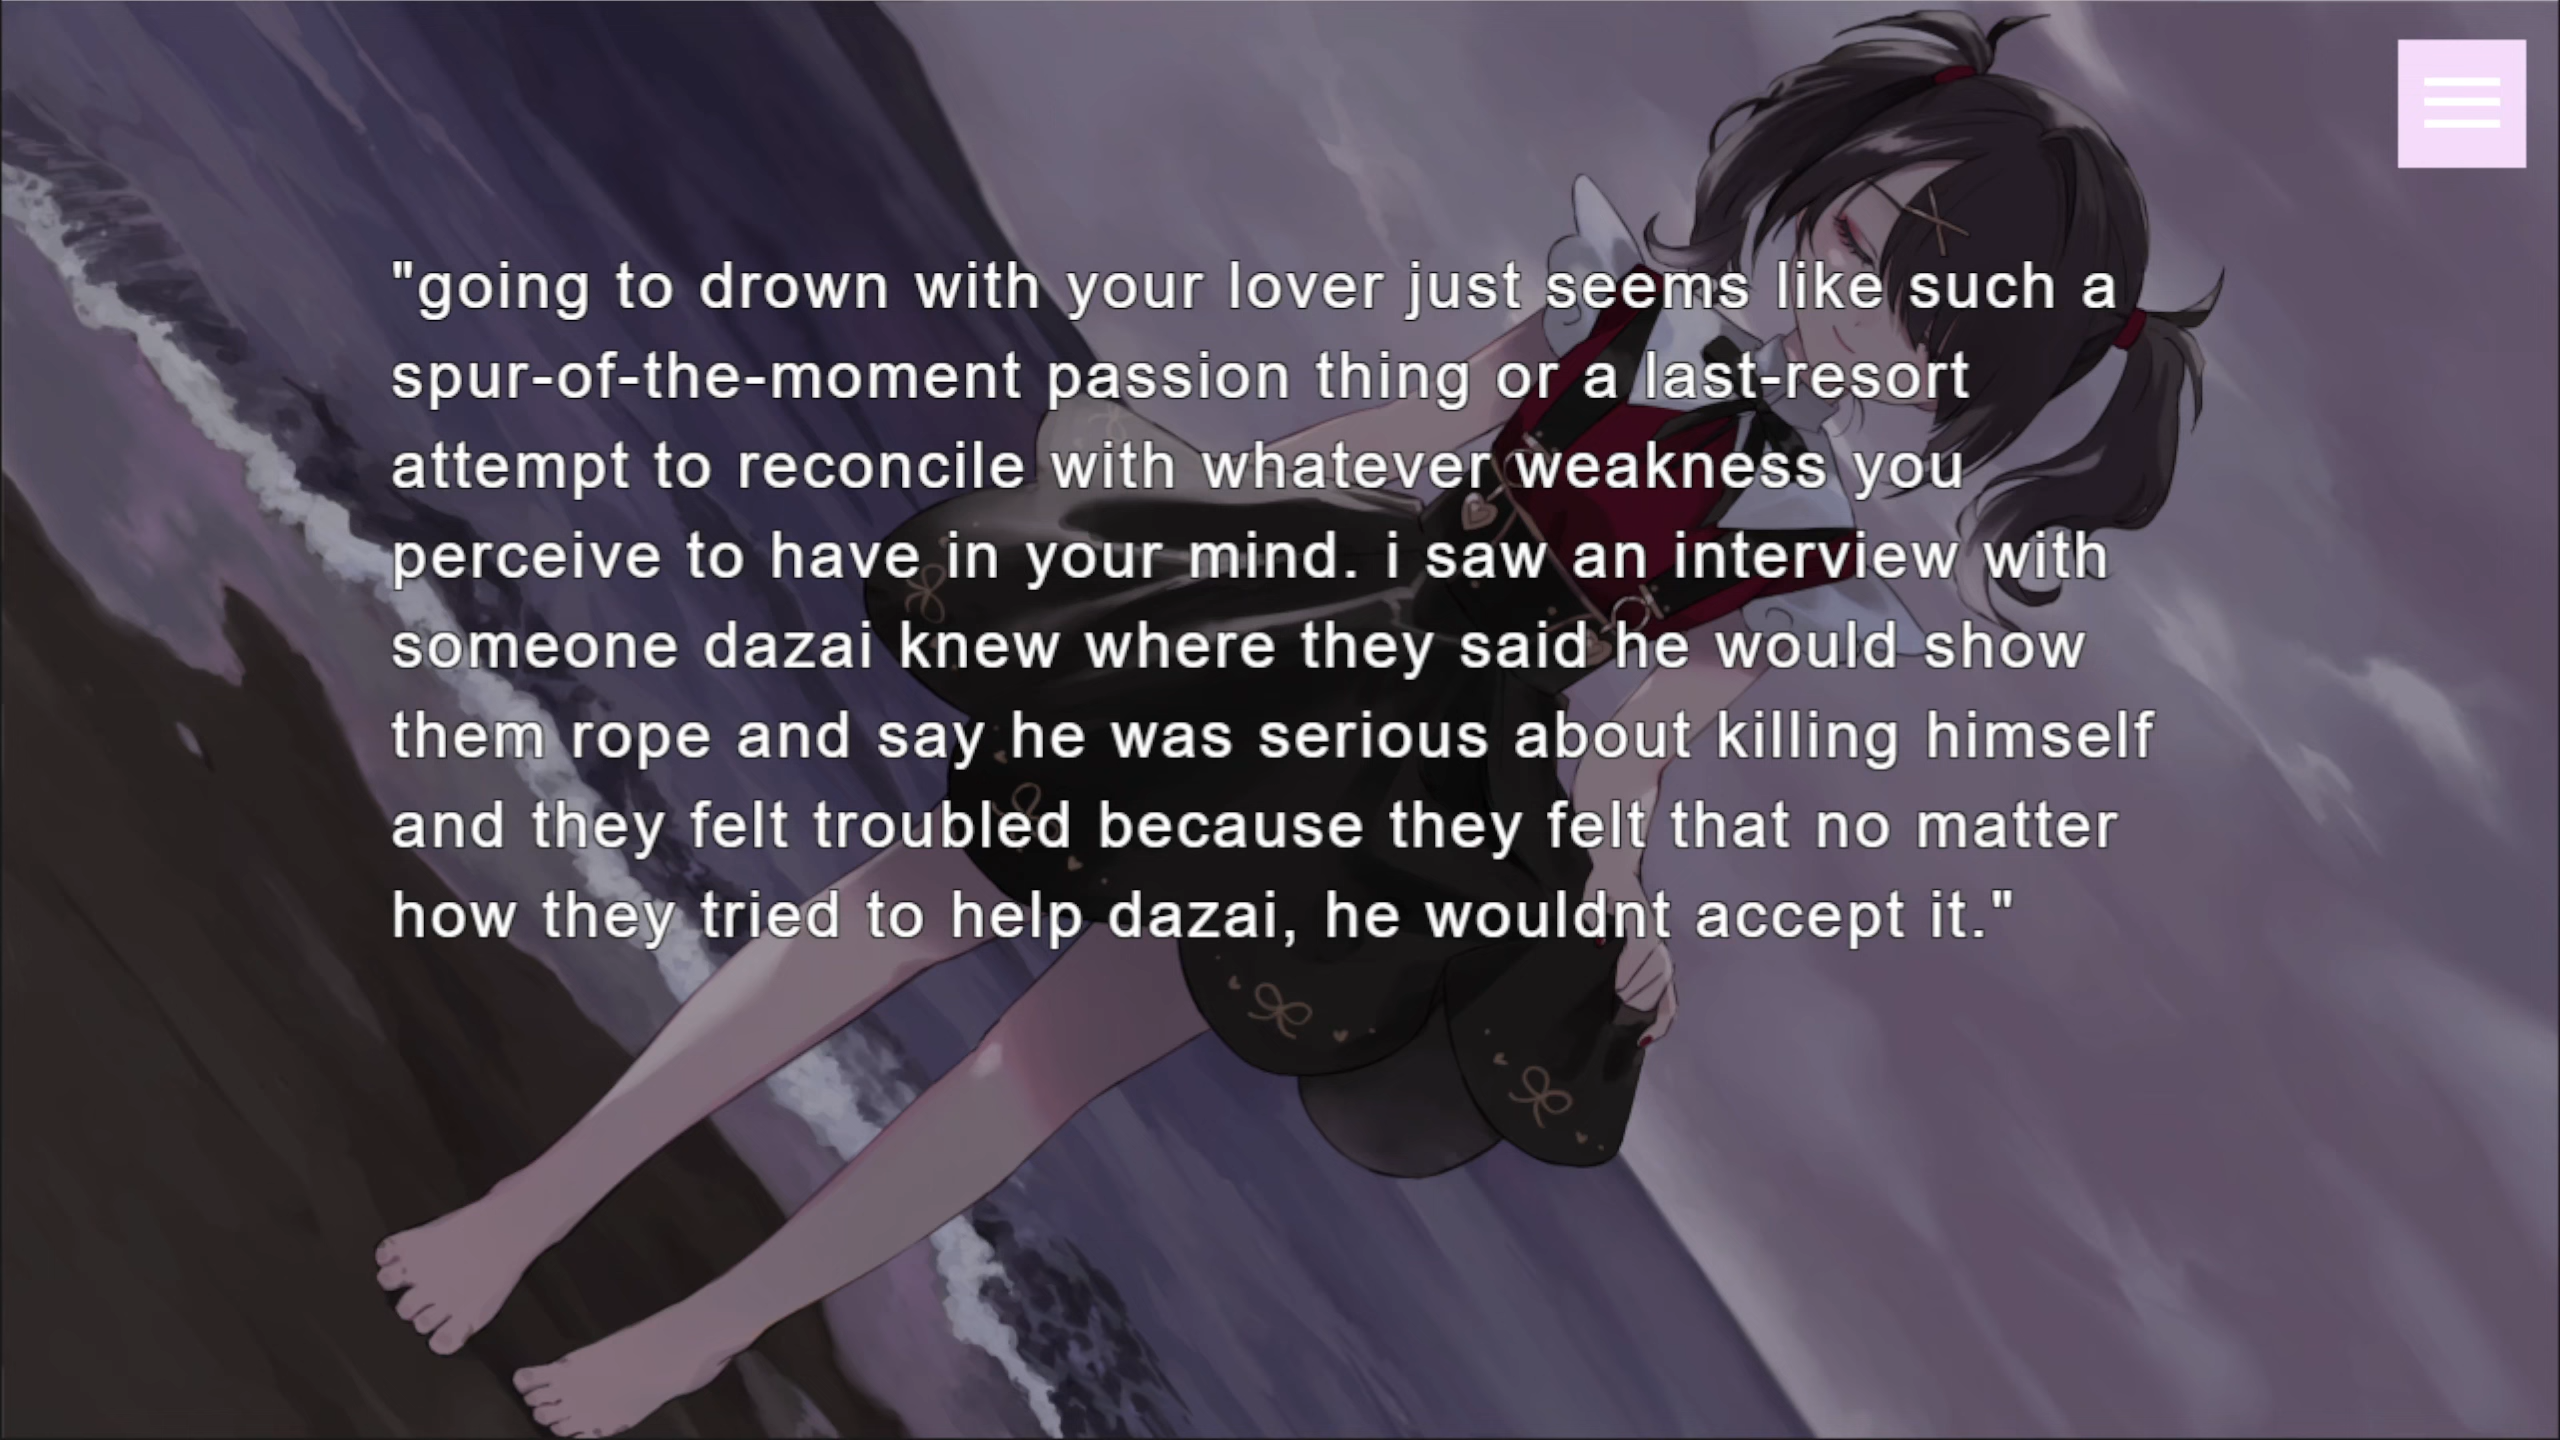 "going to drown with your lover just seems like such a
spur-of-the-moment passion thing or a last-resort
attempt to reconcile with whatever weakness you
perceive to have in your mind. i saw an interview with
someone dazai knew where they said he would show
them rope and say he was serious about killing himself
and they felt troubled because they felt that no matter
how they tried to help dazai, he wouldnt accept it."